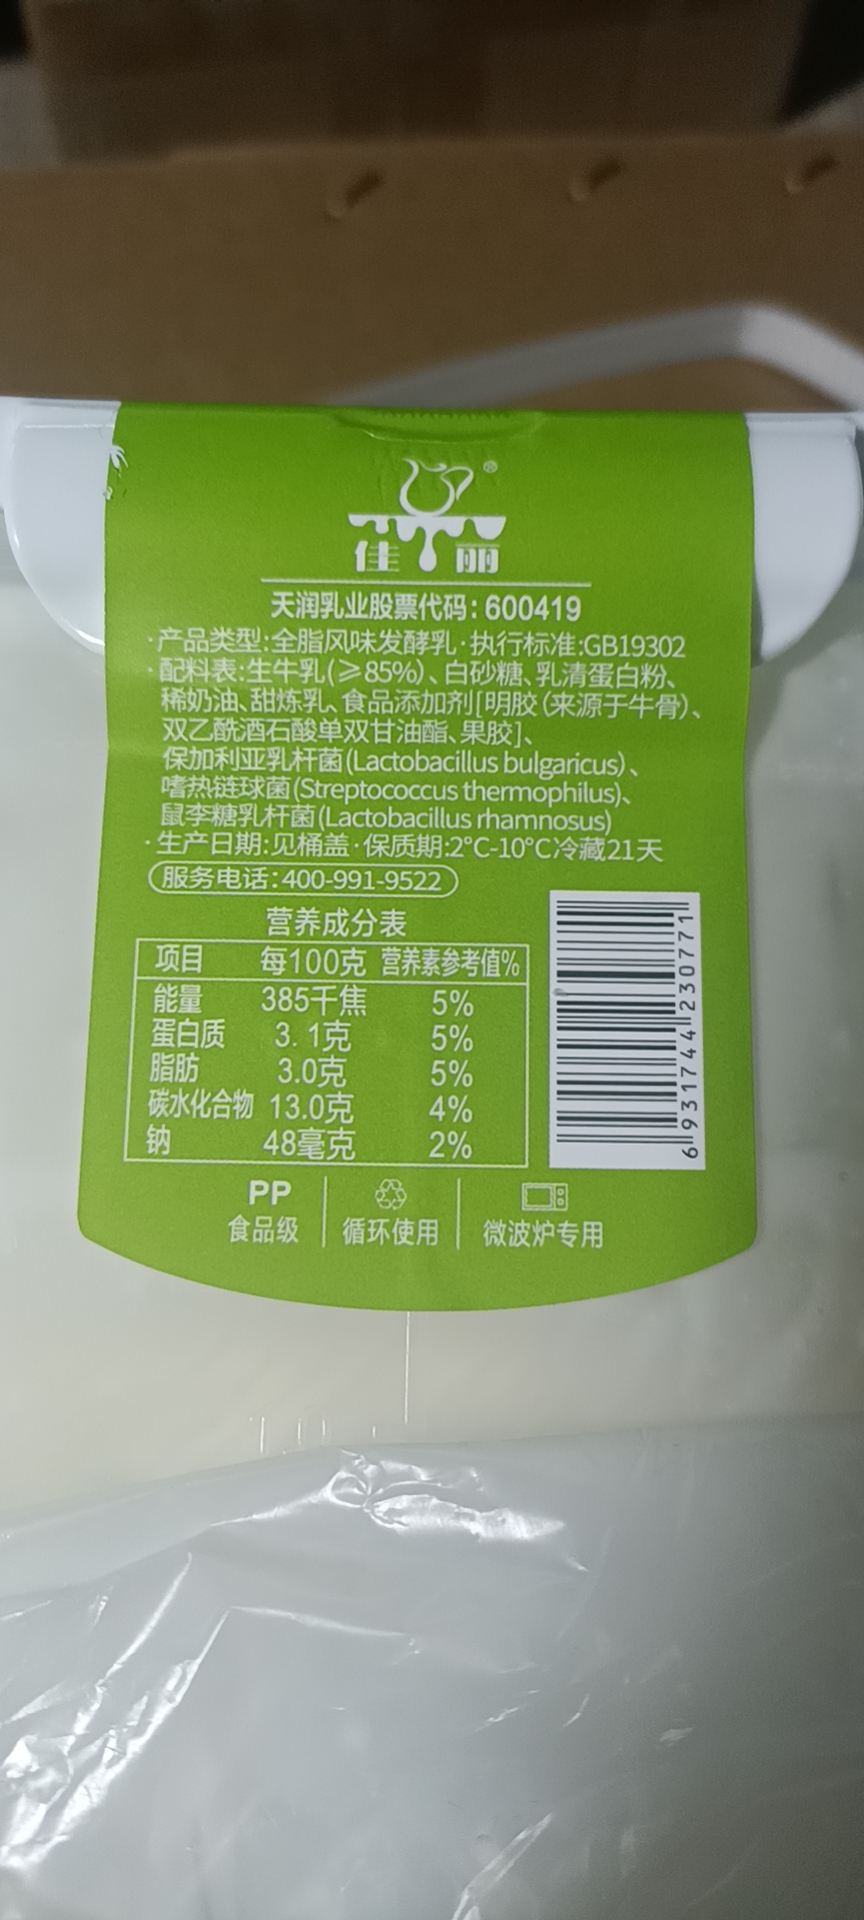 佳丽
®
天润乳业股票代码：600419
·产品类型:全脂风味发酵乳·执行标准:GB19302
·配料表:生牛乳(≥85%)、白砂糖、乳清蛋白粉、
稀奶油、甜炼乳、食品添加剂[明胶(来源于牛骨)、
双乙酰酒石酸单双甘油酯、果胶]、
保加利亚乳杆菌(Lactobacillus bulgaricus)、
嗜热链球菌(Streptococcus thermophilus)、
鼠李糖乳杆菌(Lactobacillus rhamnosus)
·生产日期:见桶盖·保质期:2°C-10°C冷藏21天
服务电话:400-991-9522
营养成分表
项目 每100克 营养素参考值%
能量 385千焦 5%
蛋白质 3.1克 5%
脂肪 3.0克 5%
碳水化合物 13.0克 4%
钠 48毫克 2%
6931744230771
PP
食品级 循环使用 微波炉专用